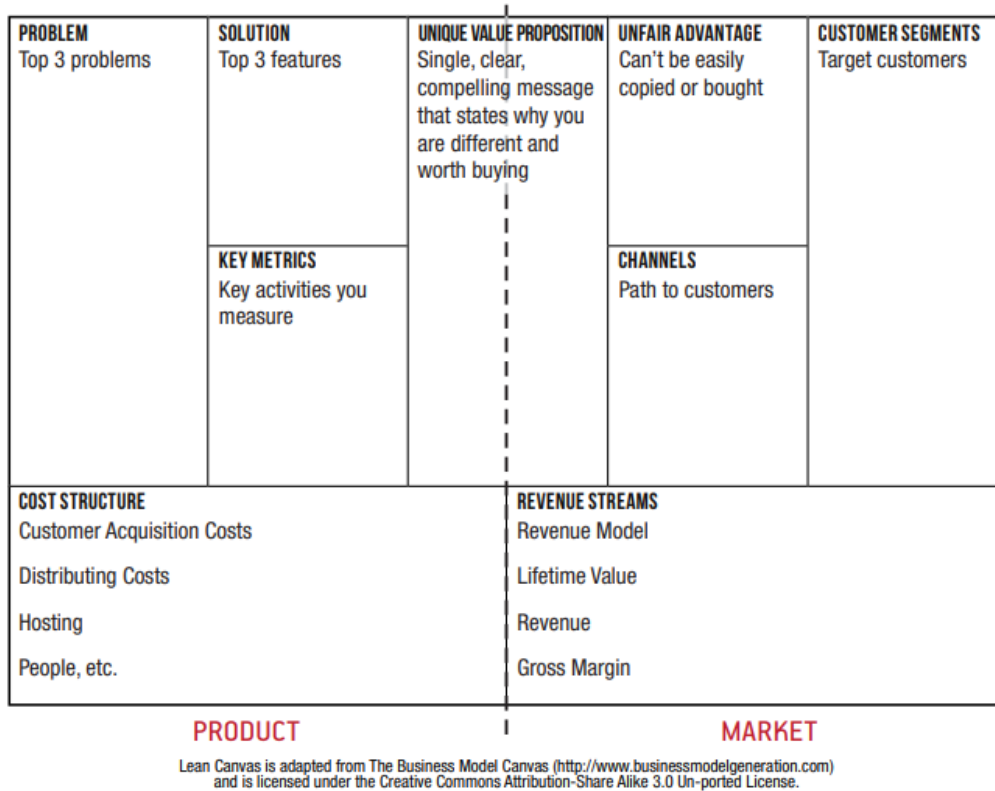 PROBLEM
Top 3 problems
SOLUTION
Top 3 features
KEY METRICS
Key activities you
measure
UNIQUE VALUE PROPOSITION
Single, clear,
compelling message
that states why you
are different and
worth buying
UNFAIR ADVANTAGE
Can't be easily
copied or bought
CHANNELS
Path to customers
CUSTOMER SEGMENTS
Target customers
COST STRUCTURE
Customer Acquisition Costs
Distributing Costs
Hosting
People, etc.
REVENUE STREAMS
Revenue Model
Lifetime Value
Revenue
Gross Margin
PRODUCT
MARKET
Lean Canvas is adapted from The Business Model Canvas (http://www.businessmodelgeneration.com)
and is licensed under the Creative Commons Attribution-Share Alike 3.0 Un-ported License.